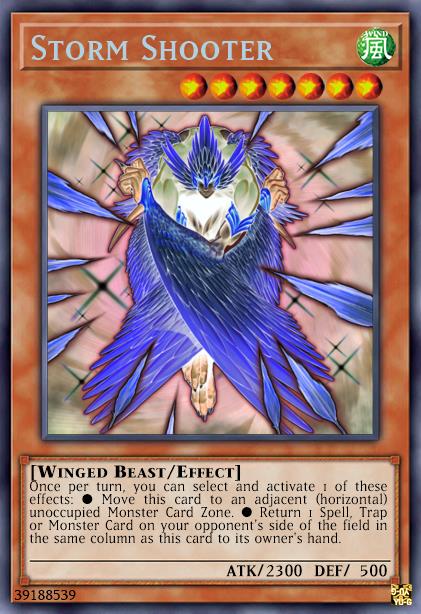 STORM SHOOTER
WIND
風
[WINGED BEAST/EFFECT]
Once per turn, you can select and activate 1 of these
effects: ● Move this card to an adjacent (horizontal)
unoccupied Monster Card Zone. ● Return 1 Spell, Trap
or Monster Card on your opponent's side of the field in
the same column as this card to its owner's hand.
ATK/2300 DEF/ 500
39188539